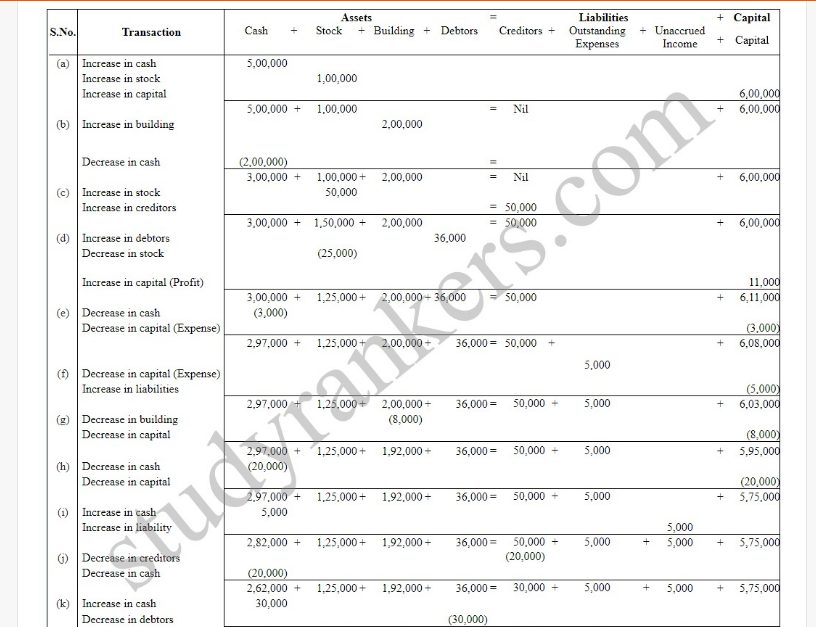 Assets = Liabilities + Capital
S.No. Transaction Cash + Stock + Building + Debtors Creditors + Outstanding Expenses + Unaccrued Income + Capital
(a) Increase in cash 5,00,000
Increase in stock 1,00,000
Increase in capital 6,00,000
5,00,000 + 1,00,000 = Nil + 6,00,000
(b) Increase in building 2,00,000
Decrease in cash (2,00,000) =
3,00,000 + 1,00,000 + 2,00,000 = Nil + 6,00,000
(c) Increase in stock 50,000
Increase in creditors = 50,000
3,00,000 + 1,50,000 + 2,00,000 = 50,000 + 6,00,000
(d) Increase in debtors 36,000
Decrease in stock (25,000)
Increase in capital (Profit) 11,000
3,00,000 + 1,25,000 + 2,00,000 + 36,000 = 50,000 + 6,11,000
(e) Decrease in cash (3,000)
Decrease in capital (Expense) (3,000)
2,97,000 + 1,25,000 + 2,00,000 + 36,000 = 50,000 + + 6,08,000
5,000
(f) Decrease in capital (Expense)
Increase in liabilities (5,000)
2,97,000 + 1,25,000 + 2,00,000 + 36,000 = 50,000 + 5,000 + 6,03,000
(g) Decrease in building (8,000)
Decrease in capital (8,000)
2,97,000 + 1,25,000 + 1,92,000 + 36,000 = 50,000 + 5,000 + 5,95,000
(h) Decrease in cash (20,000)
Decrease in capital (20,000)
2,97,000 + 1,25,000 + 1,92,000 + 36,000 = 50,000 + 5,000 + 5,75,000
(i) Increase in cash 5,000
Increase in liability 5,000
2,82,000 + 1,25,000 + 1,92,000 + 36,000 = 50,000 + 5,000 + 5,000 + 5,75,000
(j) Decrease in creditors (20,000)
Decrease in cash (20,000)
2,62,000 + 1,25,000 + 1,92,000 + 36,000 = 30,000 + 5,000 + 5,000 + 5,75,000
(k) Increase in cash 30,000
Decrease in debtors (30,000)
studyrankers.com